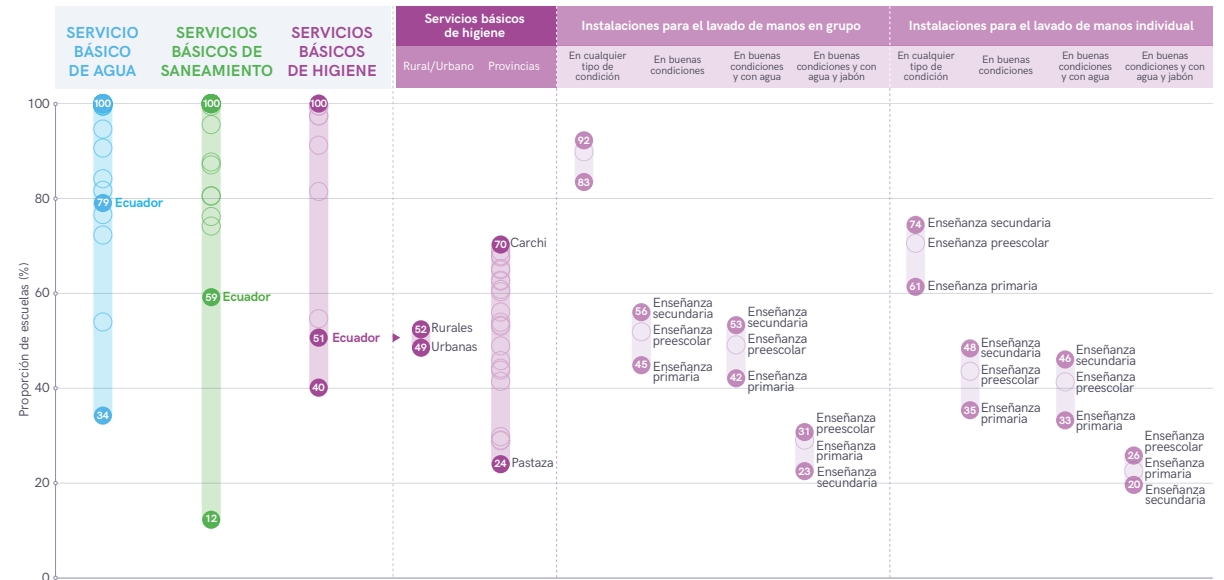 SERVICIO
BÁSICO
DE AGUA
SERVICIOS
BÁSICOS DE
SANEAMIENTO
SERVICIOS
BÁSICOS
DE HIGIENE
Servicios básicos
de higiene
Rural/Urbano
Provincias
Instalaciones para el lavado de manos en grupo
En cualquier
tipo de
condición
En buenas
condiciones
En buenas
condiciones
y con agua
En buenas
condiciones y con
agua y jabón
Instalaciones para el lavado de manos individual
En cualquier
tipo de
condición
En buenas
condiciones
En buenas
condiciones
y con agua
En buenas
condiciones y con
agua y jabón
Proporción de escuelas (%)
100
80
60
40
20
0
100
79 Ecuador
34
100
59 Ecuador
12
100
51 Ecuador
40
52 Rurales
49 Urbanas
70 Carchi
24 Pastaza
92
83
56 Enseñanza
secundaria
Enseñanza
preescolar
45 Enseñanza
primaria
53 Enseñanza
secundaria
Enseñanza
preescolar
42 Enseñanza
primaria
31 Enseñanza
preescolar
Enseñanza
primaria
23 Enseñanza
secundaria
74 Enseñanza secundaria
Enseñanza preescolar
61 Enseñanza primaria
48 Enseñanza
secundaria
Enseñanza
preescolar
35 Enseñanza
primaria
46 Enseñanza
secundaria
Enseñanza
preescolar
33 Enseñanza
primaria
26 Enseñanza
preescolar
Enseñanza
primaria
20 Enseñanza
secundaria